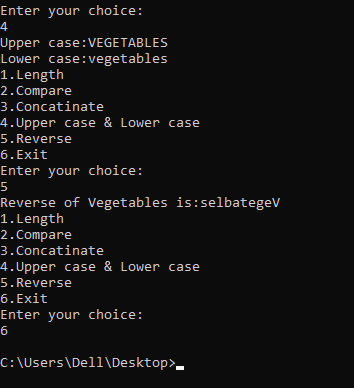 Enter your choice:
4
Upper case:VEGETABLES
Lower case:vegetables
1.Length
2.Compare
3.Concatinate
4.Upper case & Lower case
5.Reverse
6.Exit
Enter your choice:
5
Reverse of Vegetables is:selbategeV
1.Length
2.Compare
3.Concatinate
4.Upper case & Lower case
5.Reverse
6.Exit
Enter your choice:
6
C:\Users\Dell\Desktop>